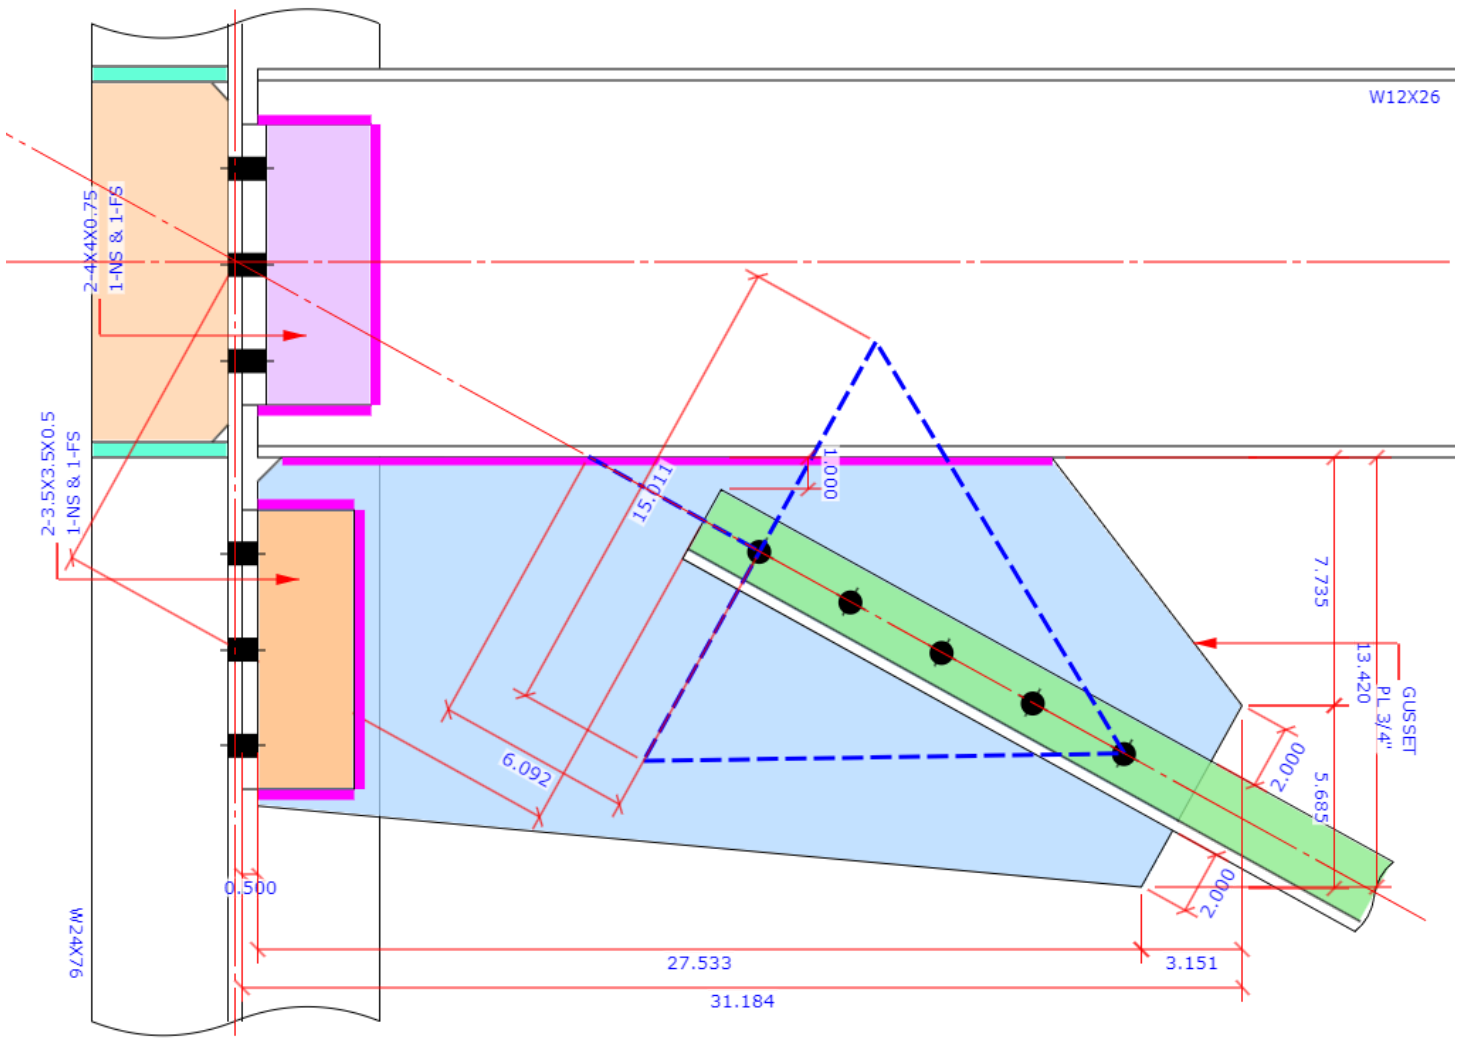 W12X26
2-4X4X0.75
1-NS & 1-FS
2-3.5X3.5X0.5
1-NS & 1-FS
15.011
1.000
6.092
7.735
13.420
GUSSET
PL 3/4"
5.685
2.000
2.000
0.500
W24X76
27.533
3.151
31.184